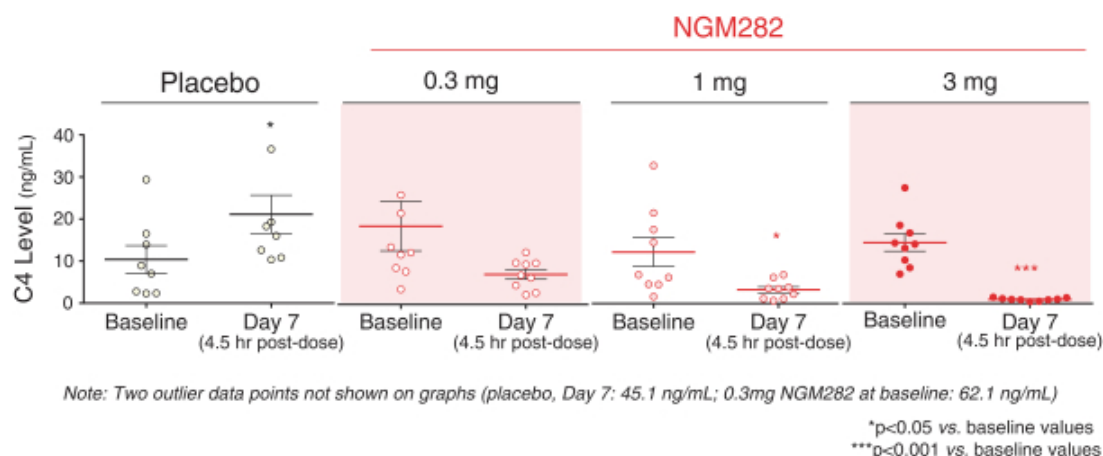 NGM282
Placebo
0.3 mg
1 mg
3 mg
C4 Level (ng/mL)
40
30
20
10
0
*
*
***
Baseline
Day 7
(4.5 hr post-dose)
Baseline
Day 7
(4.5 hr post-dose)
Baseline
Day 7
(4.5 hr post-dose)
Baseline
Day 7
(4.5 hr post-dose)
Note: Two outlier data points not shown on graphs (placebo, Day 7: 45.1 ng/mL; 0.3mg NGM282 at baseline: 62.1 ng/mL)
*p<0.05 vs. baseline values
***p<0.001 vs. baseline values